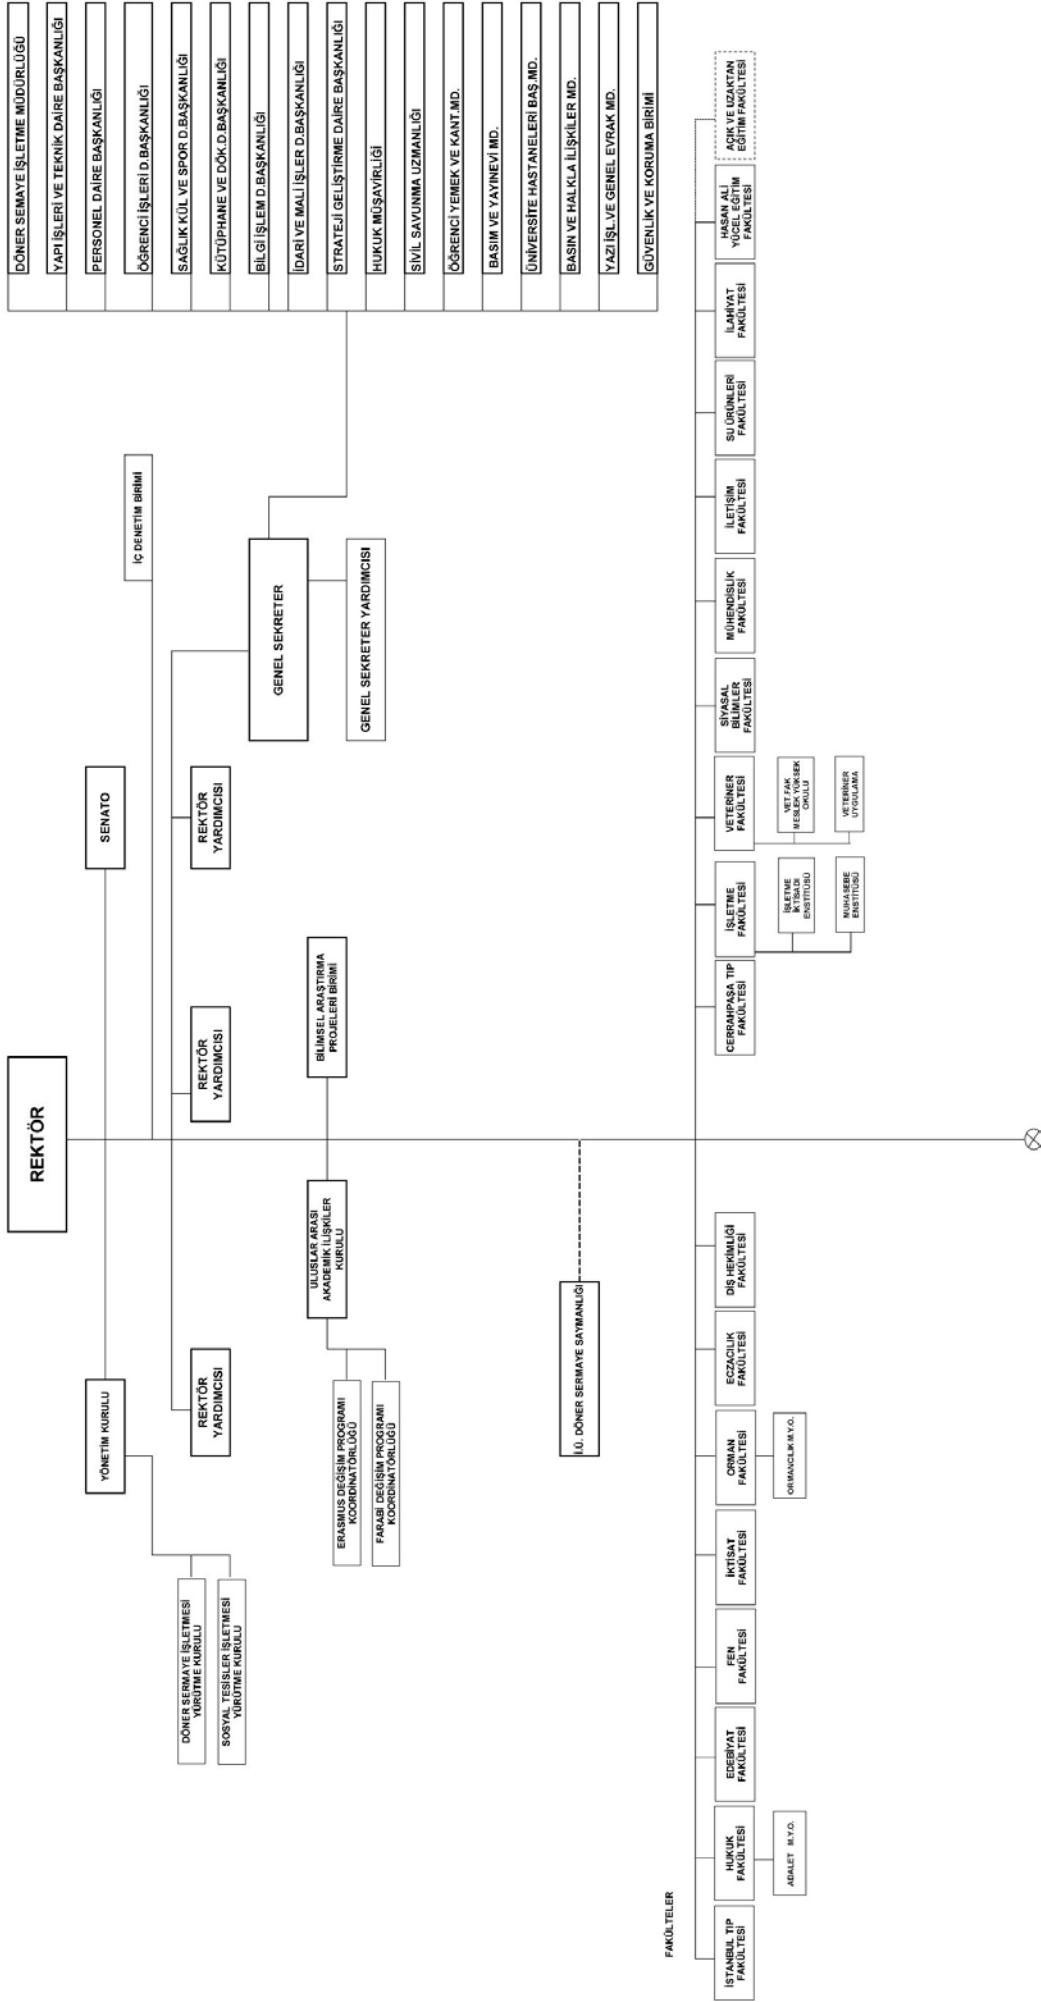 REKTÖR
YÖNETİM KURULU
SENATO
İÇ DENETİM BİRİMİ
DÖNER SERMAYE İŞLETMESİ
YÜRÜTME KURULU
SOSYAL TESİSLER İŞLETMESİ
YÜRÜTME KURULU
REKTÖR
YARDIMCISI
REKTÖR
YARDIMCISI
REKTÖR
YARDIMCISI
GENEL SEKRETER
GENEL SEKRETER YARDIMCISI
DÖNER SEMAYE İŞLETME MÜDÜRLÜĞÜ
YAPI İŞLERİ VE TEKNİK DAİRE BAŞKANLIĞI
PERSONEL DAİRE BAŞKANLIĞI
ÖĞRENCİ İŞLERİ D.BAŞKANLIĞI
SAĞLIK KÜL VE SPOR D.BAŞKANLIĞI
KÜTÜPHANE VE DÖK.D.BAŞKANLIĞI
BİLGİ İŞLEM D.BAŞKANLIĞI
İDARİ VE MALİ İŞLER D.BAŞKANLIĞI
STRATEJİ GELİŞTİRME DAİRE BAŞKANLIĞI
HUKUK MÜŞAVİRLİĞİ
SİVİL SAVUNMA UZMANLIĞI
ÖĞRENCİ YEMEK VE KANT.MD.
BASIM VE YAYINEVİ MD.
ÜNİVERSİTE HASTANELERİ BAŞ.MD.
BASIN VE HALKLA İLİŞKİLER MD.
YAZI İŞL.VE GENEL EVRAK MD.
GÜVENLİK VE KORUMA BİRİMİ
ULUSLAR ARASI
AKADEMİK İLİŞKİLER
KURULU
BİLİMSEL ARAŞTIRMA
PROJELERİ BİRİMİ
ERASMUS DEĞİŞİM PROGRAMI
KOORDİNATÖRLÜĞÜ
FARABİ DEĞİŞİM PROGRAMI
KOORDİNATÖRLÜĞÜ
İ.Ü. DÖNER SERMAYE SAYMANLIĞI
FAKÜLTELER
İSTANBUL TIP
FAKÜLTESİ
HUKUK
FAKÜLTESİ
EDEBİYAT
FAKÜLTESİ
FEN
FAKÜLTESİ
İKTİSAT
FAKÜLTESİ
ORMAN
FAKÜLTESİ
ECZACILIK
FAKÜLTESİ
DİŞ HEKİMLİĞİ
FAKÜLTESİ
CERRAHPAŞA TIP
FAKÜLTESİ
İŞLETME
FAKÜLTESİ
VETERİNER
FAKÜLTESİ
SİYASAL
BİLİMLER
FAKÜLTESİ
MÜHENDİSLİK
FAKÜLTESİ
İLETİŞİM
FAKÜLTESİ
SU ÜRÜNLERİ
FAKÜLTESİ
İLAHİYAT
FAKÜLTESİ
HASAN ALİ
YÜCEL EĞİTİM
FAKÜLTESİ
AÇIK VE UZAKTAN
EĞİTİM FAKÜLTESİ
ADALET M.Y.O.
ORMANCILIK M.Y.O.
İŞLETME
İKTİSADI
ENSTİTÜSÜ
MUHASEBE
ENSTİTÜSÜ
VET.FAK
MESLEK YÜKSEK
OKULU
VETERİNER
UYGULAMA